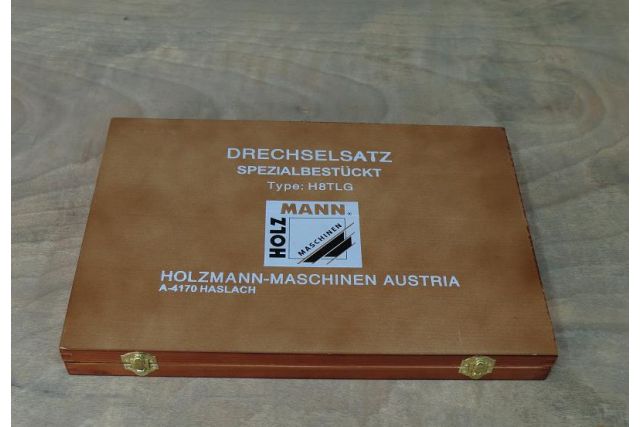 DRECHSELSATZ
SPEZIALBESTÜCKT
Type: H8TLG
HOLZ
MANN®
MASCHINEN
HOLZMANN-MASCHINEN AUSTRIA
A-4170 HASLACH